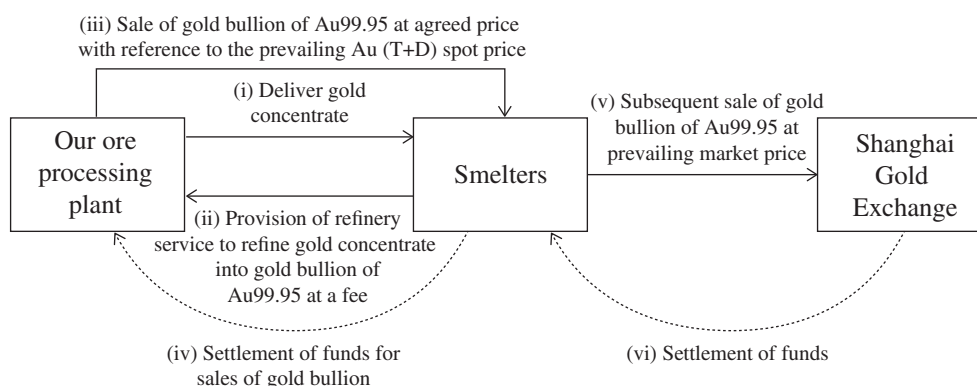 (iii) Sale of gold bullion of Au99.95 at agreed price
with reference to the prevailing Au (T+D) spot price
(i) Deliver gold
concentrate
(v) Subsequent sale of gold
bullion of Au99.95 at
prevailing market price
Our ore
processing
plant
Smelters
Shanghai
Gold
Exchange
(ii) Provision of refinery
service to refine gold concentrate
into gold bullion of
Au99.95 at a fee
(iv) Settlement of funds for
sales of gold bullion
(vi) Settlement of funds